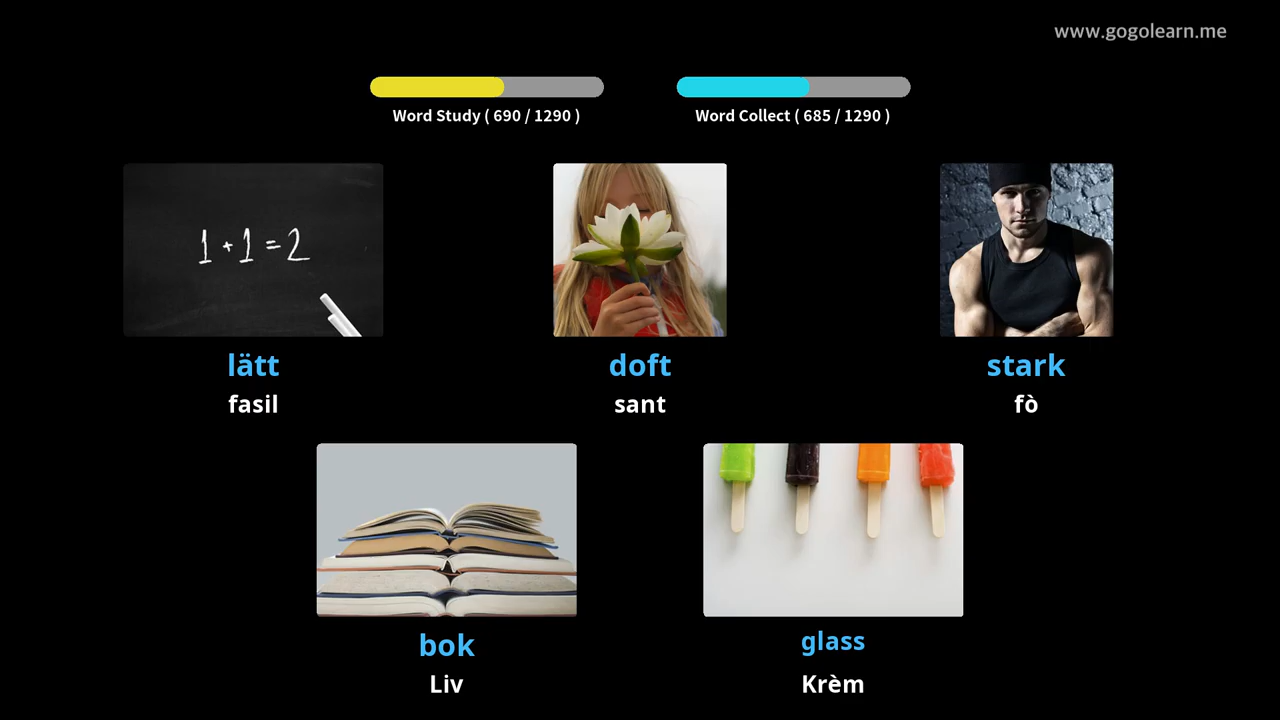 www.gogolearn.me
Word Study ( 690 / 1290 )
Word Collect ( 685 / 1290 )
1 + 1 = 2
lätt
fasil
doft
sant
stark
fò
bok
Liv
glass
Krèm